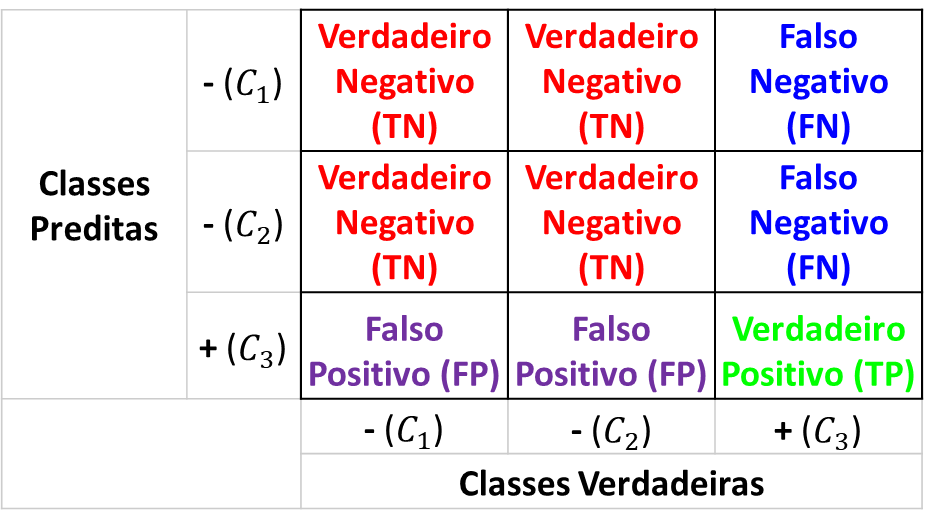 Verdadeiro Negativo (TN)
Verdadeiro Negativo (TN)
Falso Negativo (FN)
- (C₁)
Classes Preditas
Verdadeiro Negativo (TN)
Verdadeiro Negativo (TN)
Falso Negativo (FN)
- (C₂)
Falso Positivo (FP)
Falso Positivo (FP)
Verdadeiro Positivo (TP)
+ (C₃)
- (C₁)
- (C₂)
+ (C₃)
Classes Verdadeiras